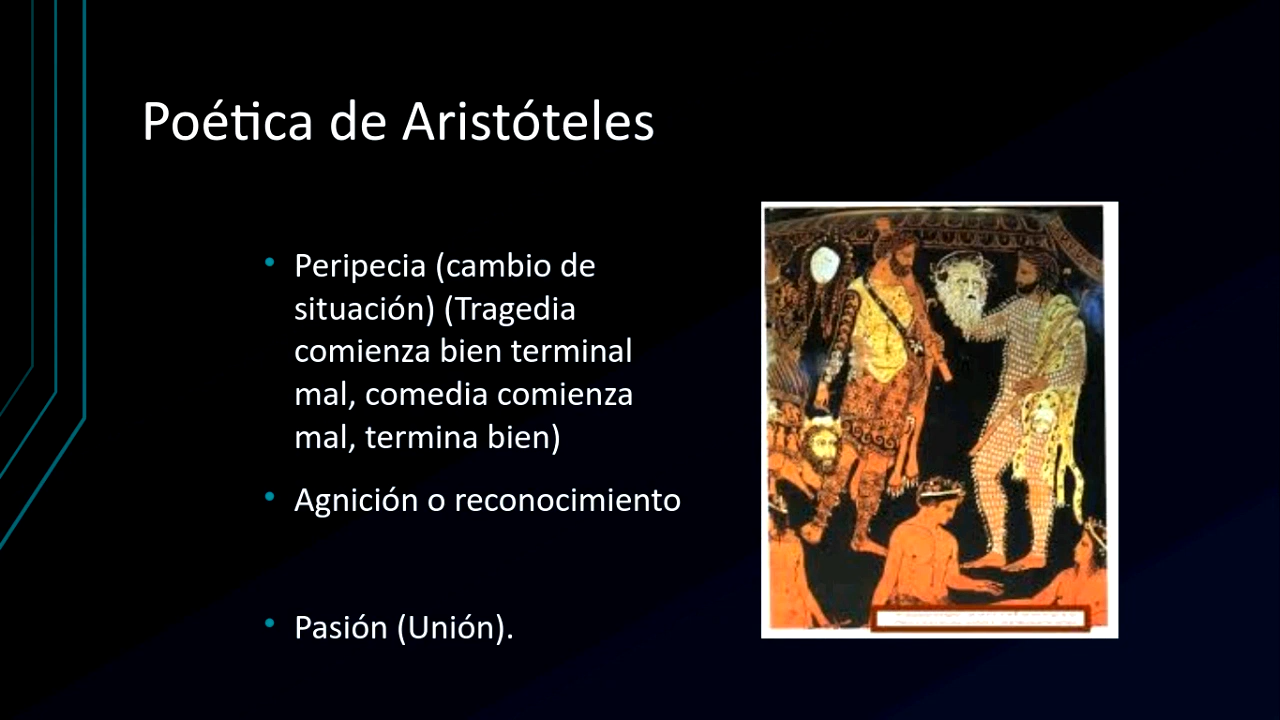 Poética de Aristóteles
• Peripecia (cambio de
situación) (Tragedia
comienza bien terminal
mal, comedia comienza
mal, termina bien)
• Agnición o reconocimiento
• Pasión (Unión).